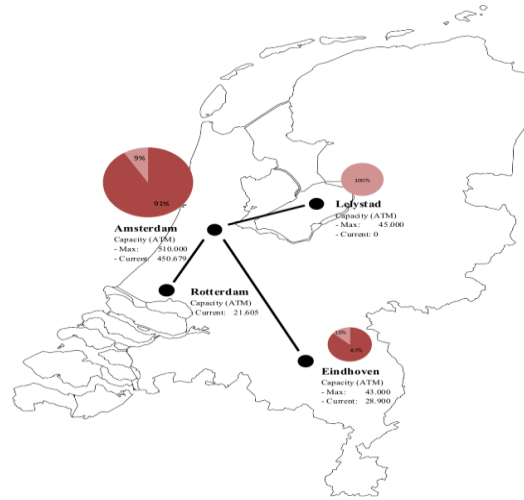 9%
91%
Amsterdam
Capacity (ATM)
- Max: 510.000
- Current: 450.679
100%
Lelystad
Capacity (ATM)
- Max: 45.000
- Current: 0
Rotterdam
Capacity (ATM)
Current: 21.605
87%
Eindhoven
Capacity (ATM)
- Max: 43.000
- Current: 28.900